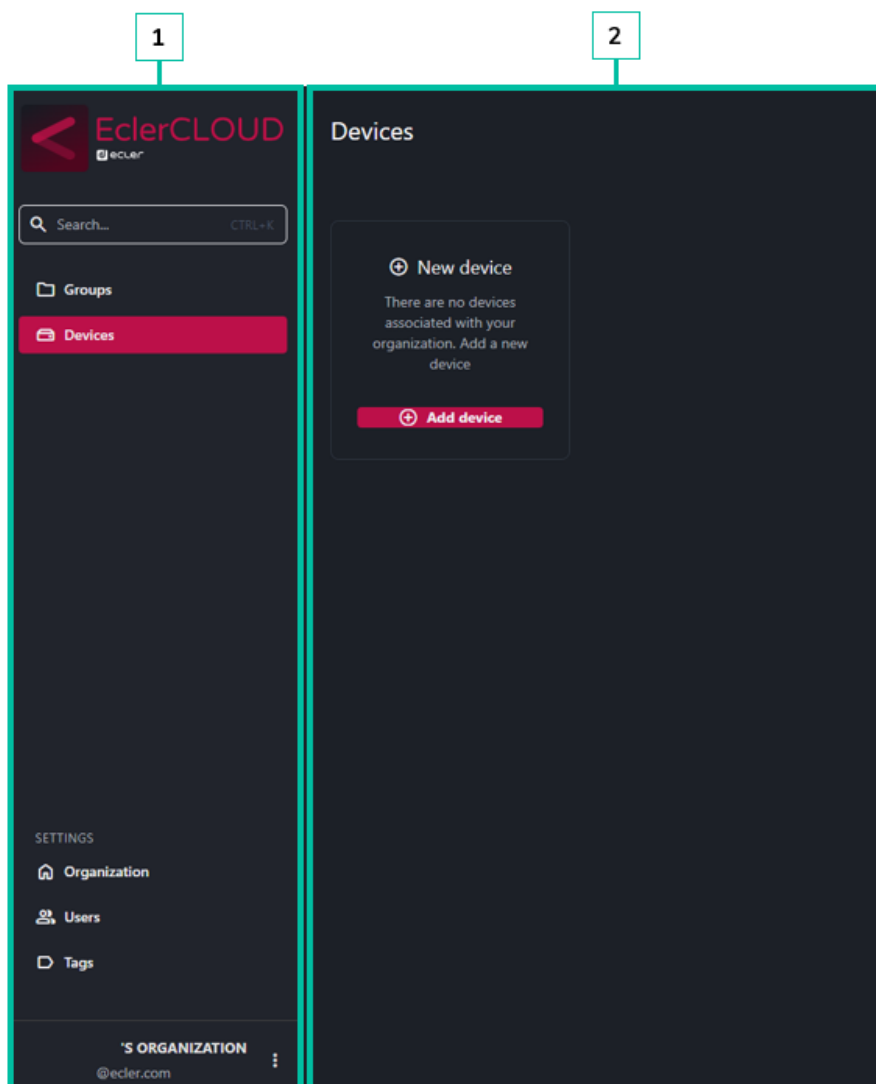 1
2
EclerCLOUD
ecler
Search...
CTRL+K
Groups
Devices
SETTINGS
Organization
Users
Tags
'S ORGANIZATION
@ecler.com
Devices
New device
There are no devices
associated with your
organization. Add a new
device
Add device